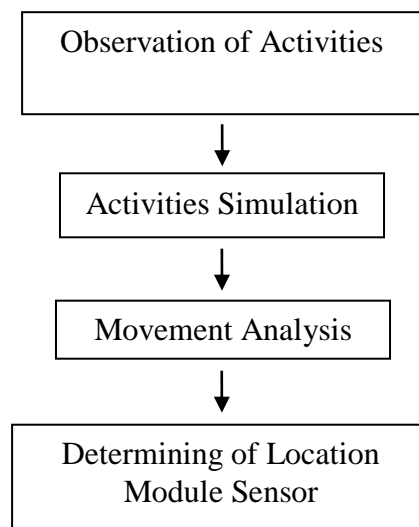 Observation of Activities
Activities Simulation
Movement Analysis
Determining of Location
Module Sensor